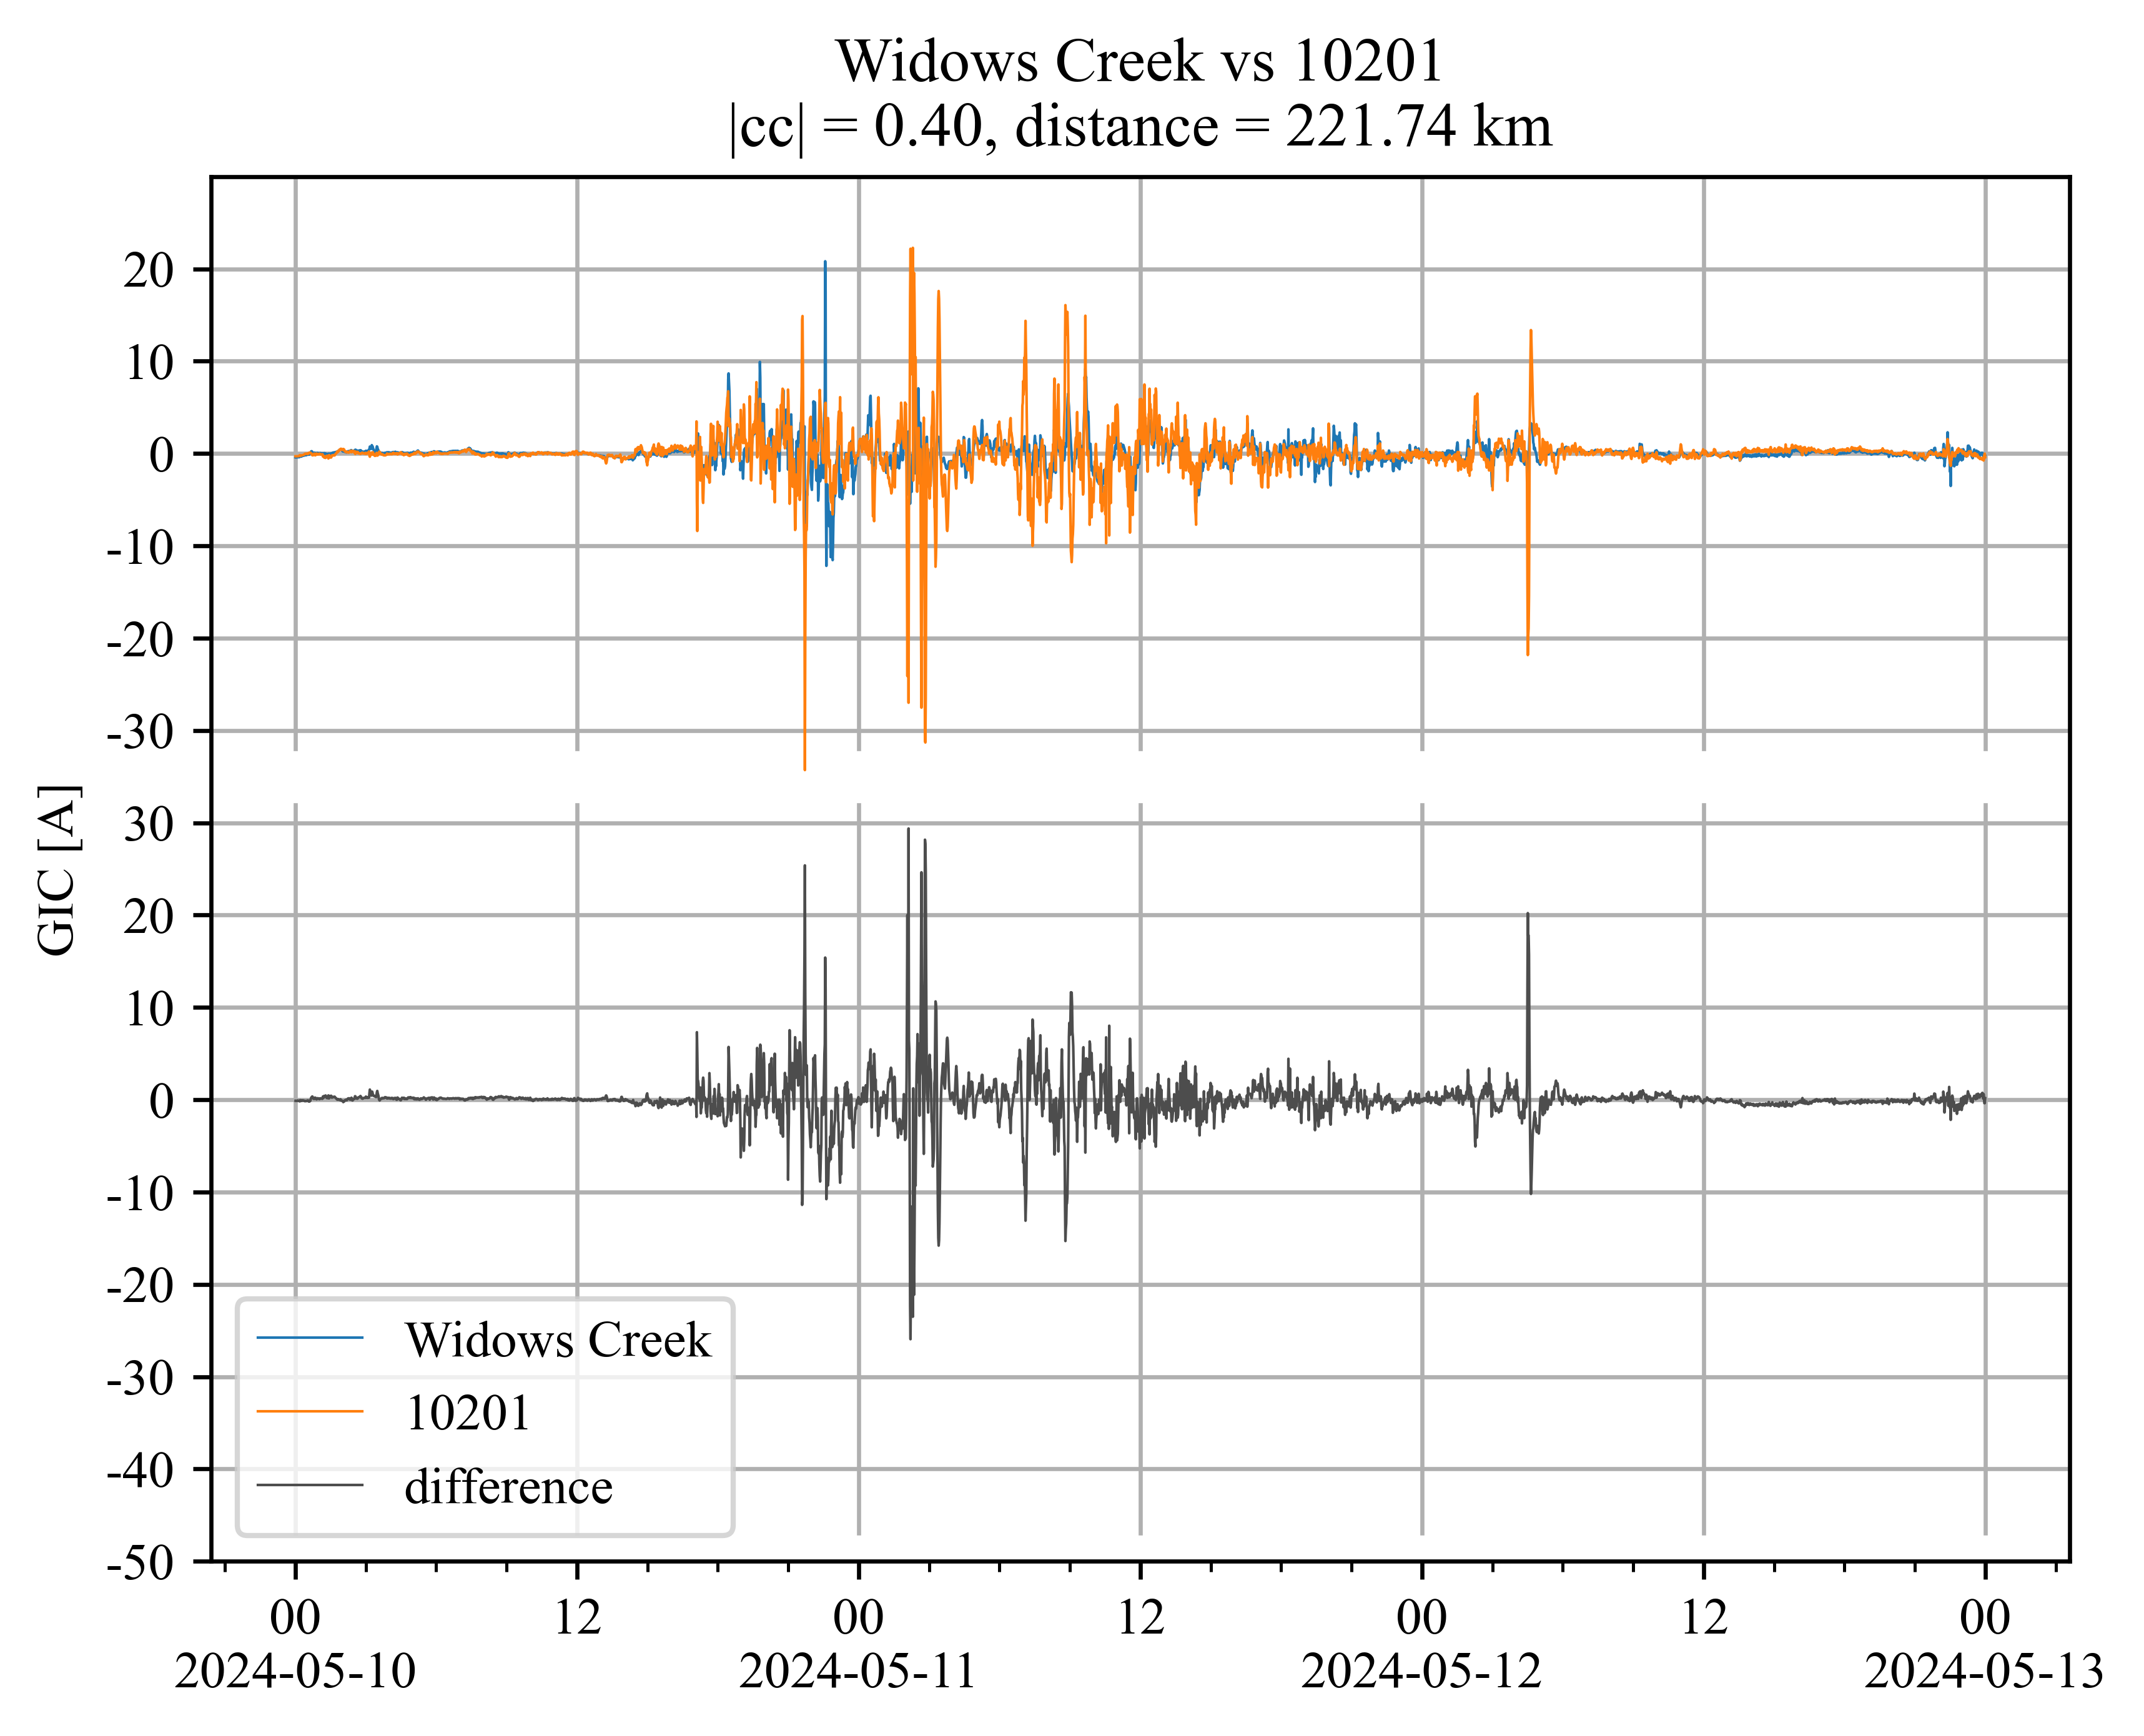 Widows Creek vs 10201
|cc| = 0.40, distance = 221.74 km
GIC [A]
20
10
0
-10
-20
-30
30
20
10
0
-10
-20
-30
-40
-50
Widows Creek
10201
difference
00 12 00 12 00 12 00
2024-05-10 2024-05-11 2024-05-12 2024-05-13